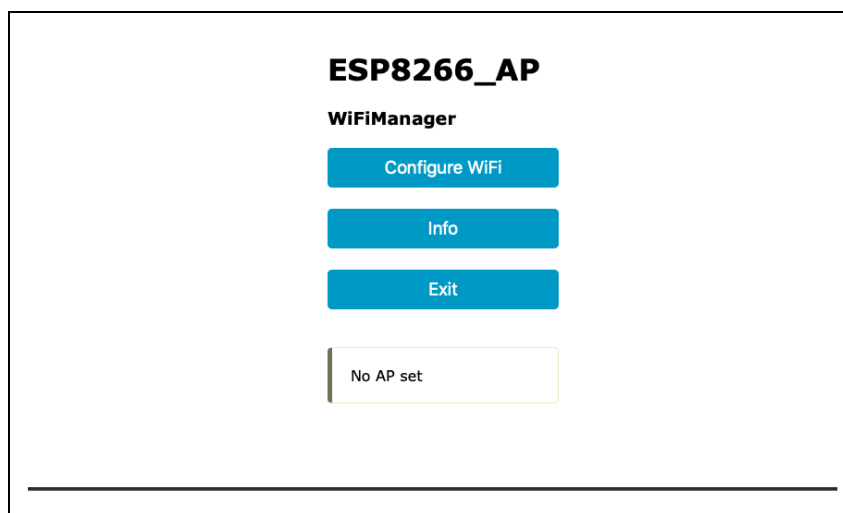 ESP8266_AP
WiFiManager
Configure WiFi
Info
Exit
No AP set